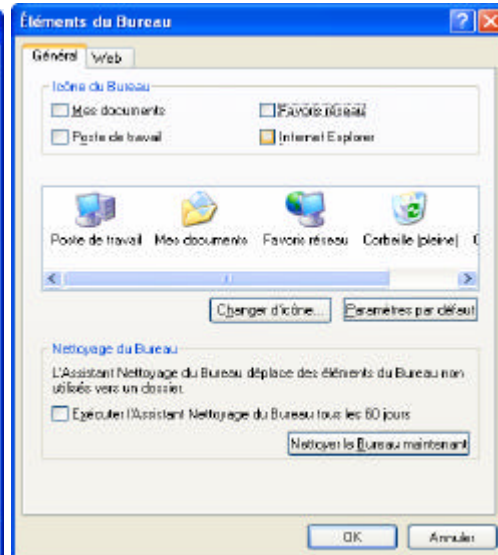 Éléments du Bureau
Général Web
Icône du Bureau
Mes documents Favoris réseau
Poste de travail Internet Explorer
Poste de travail Mes documents Favoris réseau Corbeille (pleine) C
Changer d'icône... Paramètres par défaut
Nettoyage du Bureau
L'Assistant Nettoyage du Bureau déplace des éléments du Bureau non
utilisés vers un dossier.
Exécuter l'Assistant Nettoyage du Bureau tous les 60 jours
Nettoyer le Bureau maintenant
OK Annuler